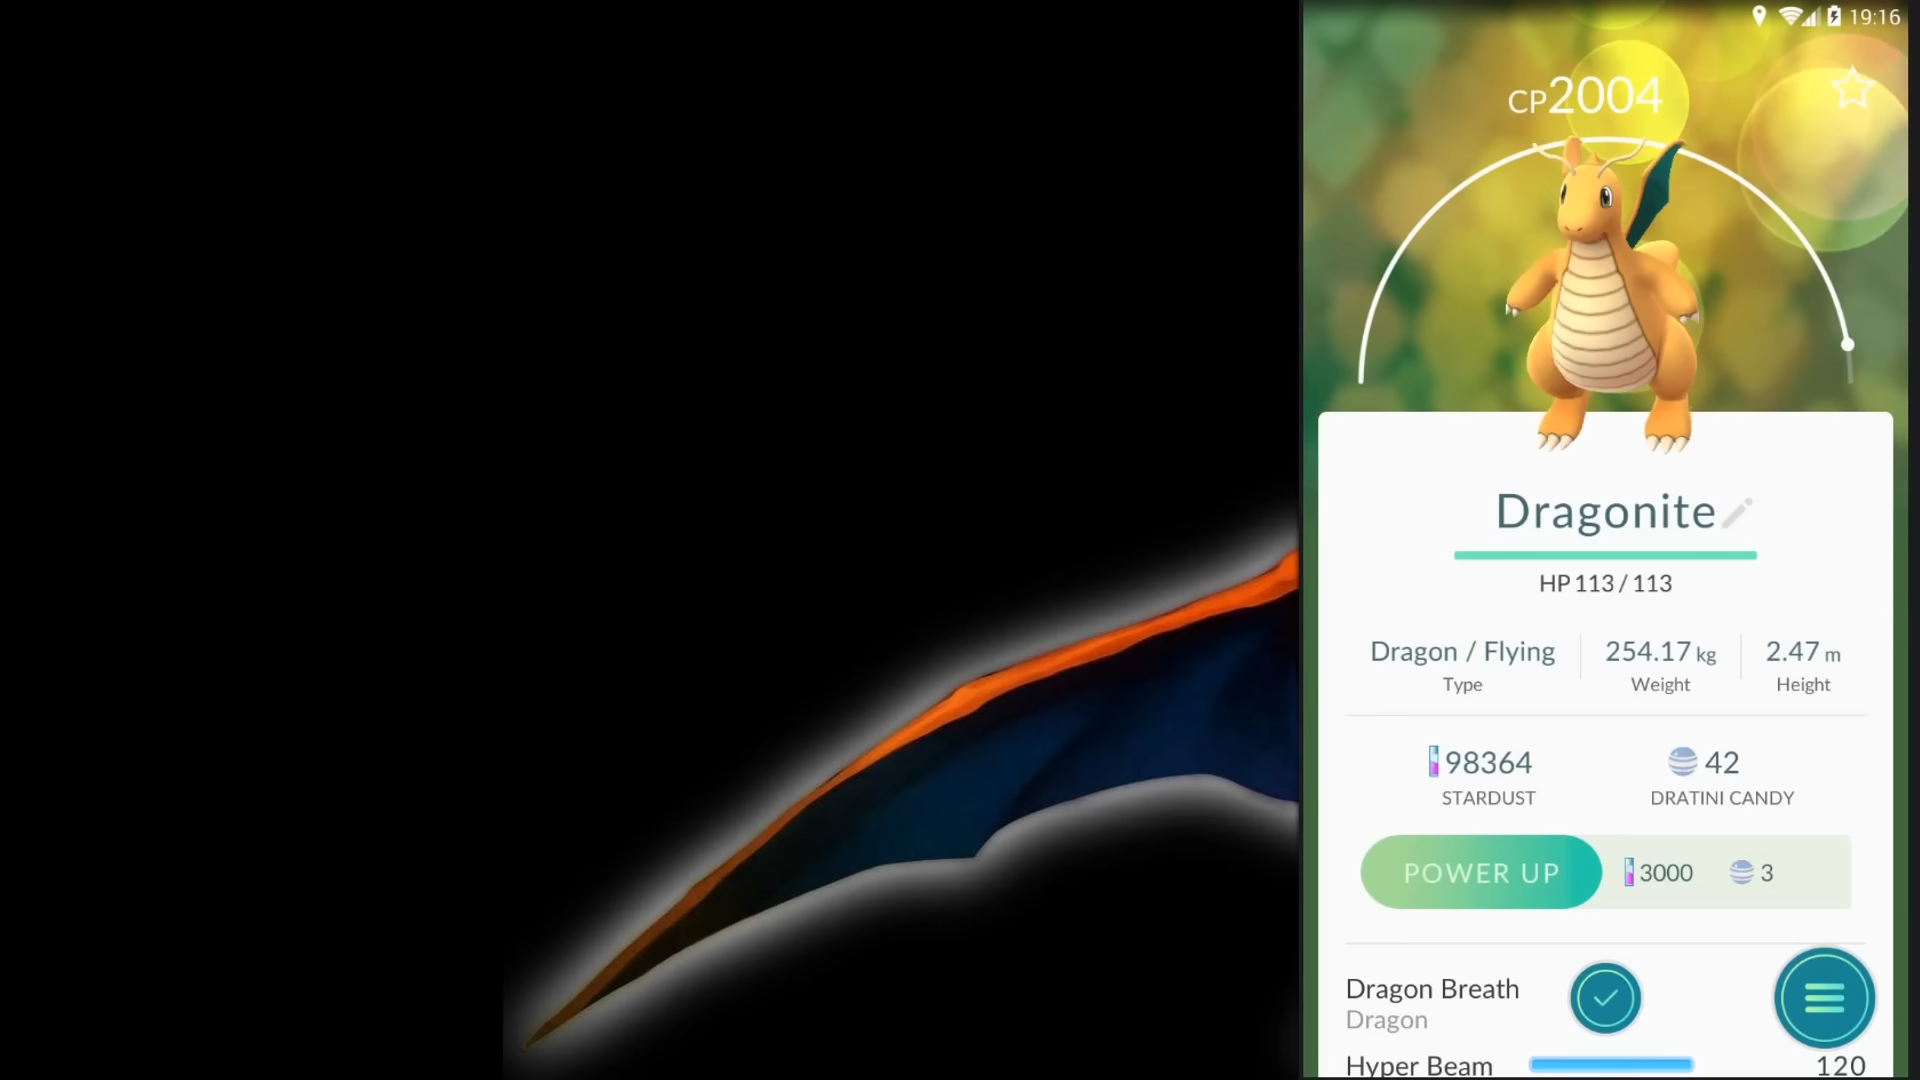 19:16
CP2004
Dragonite
HP 113 / 113
Dragon / Flying
Type
254.17 kg
Weight
2.47 m
Height
98364
STARDUST
42
DRATINI CANDY
POWER UP
3000
3
Dragon Breath
Dragon
Hyper Beam
120